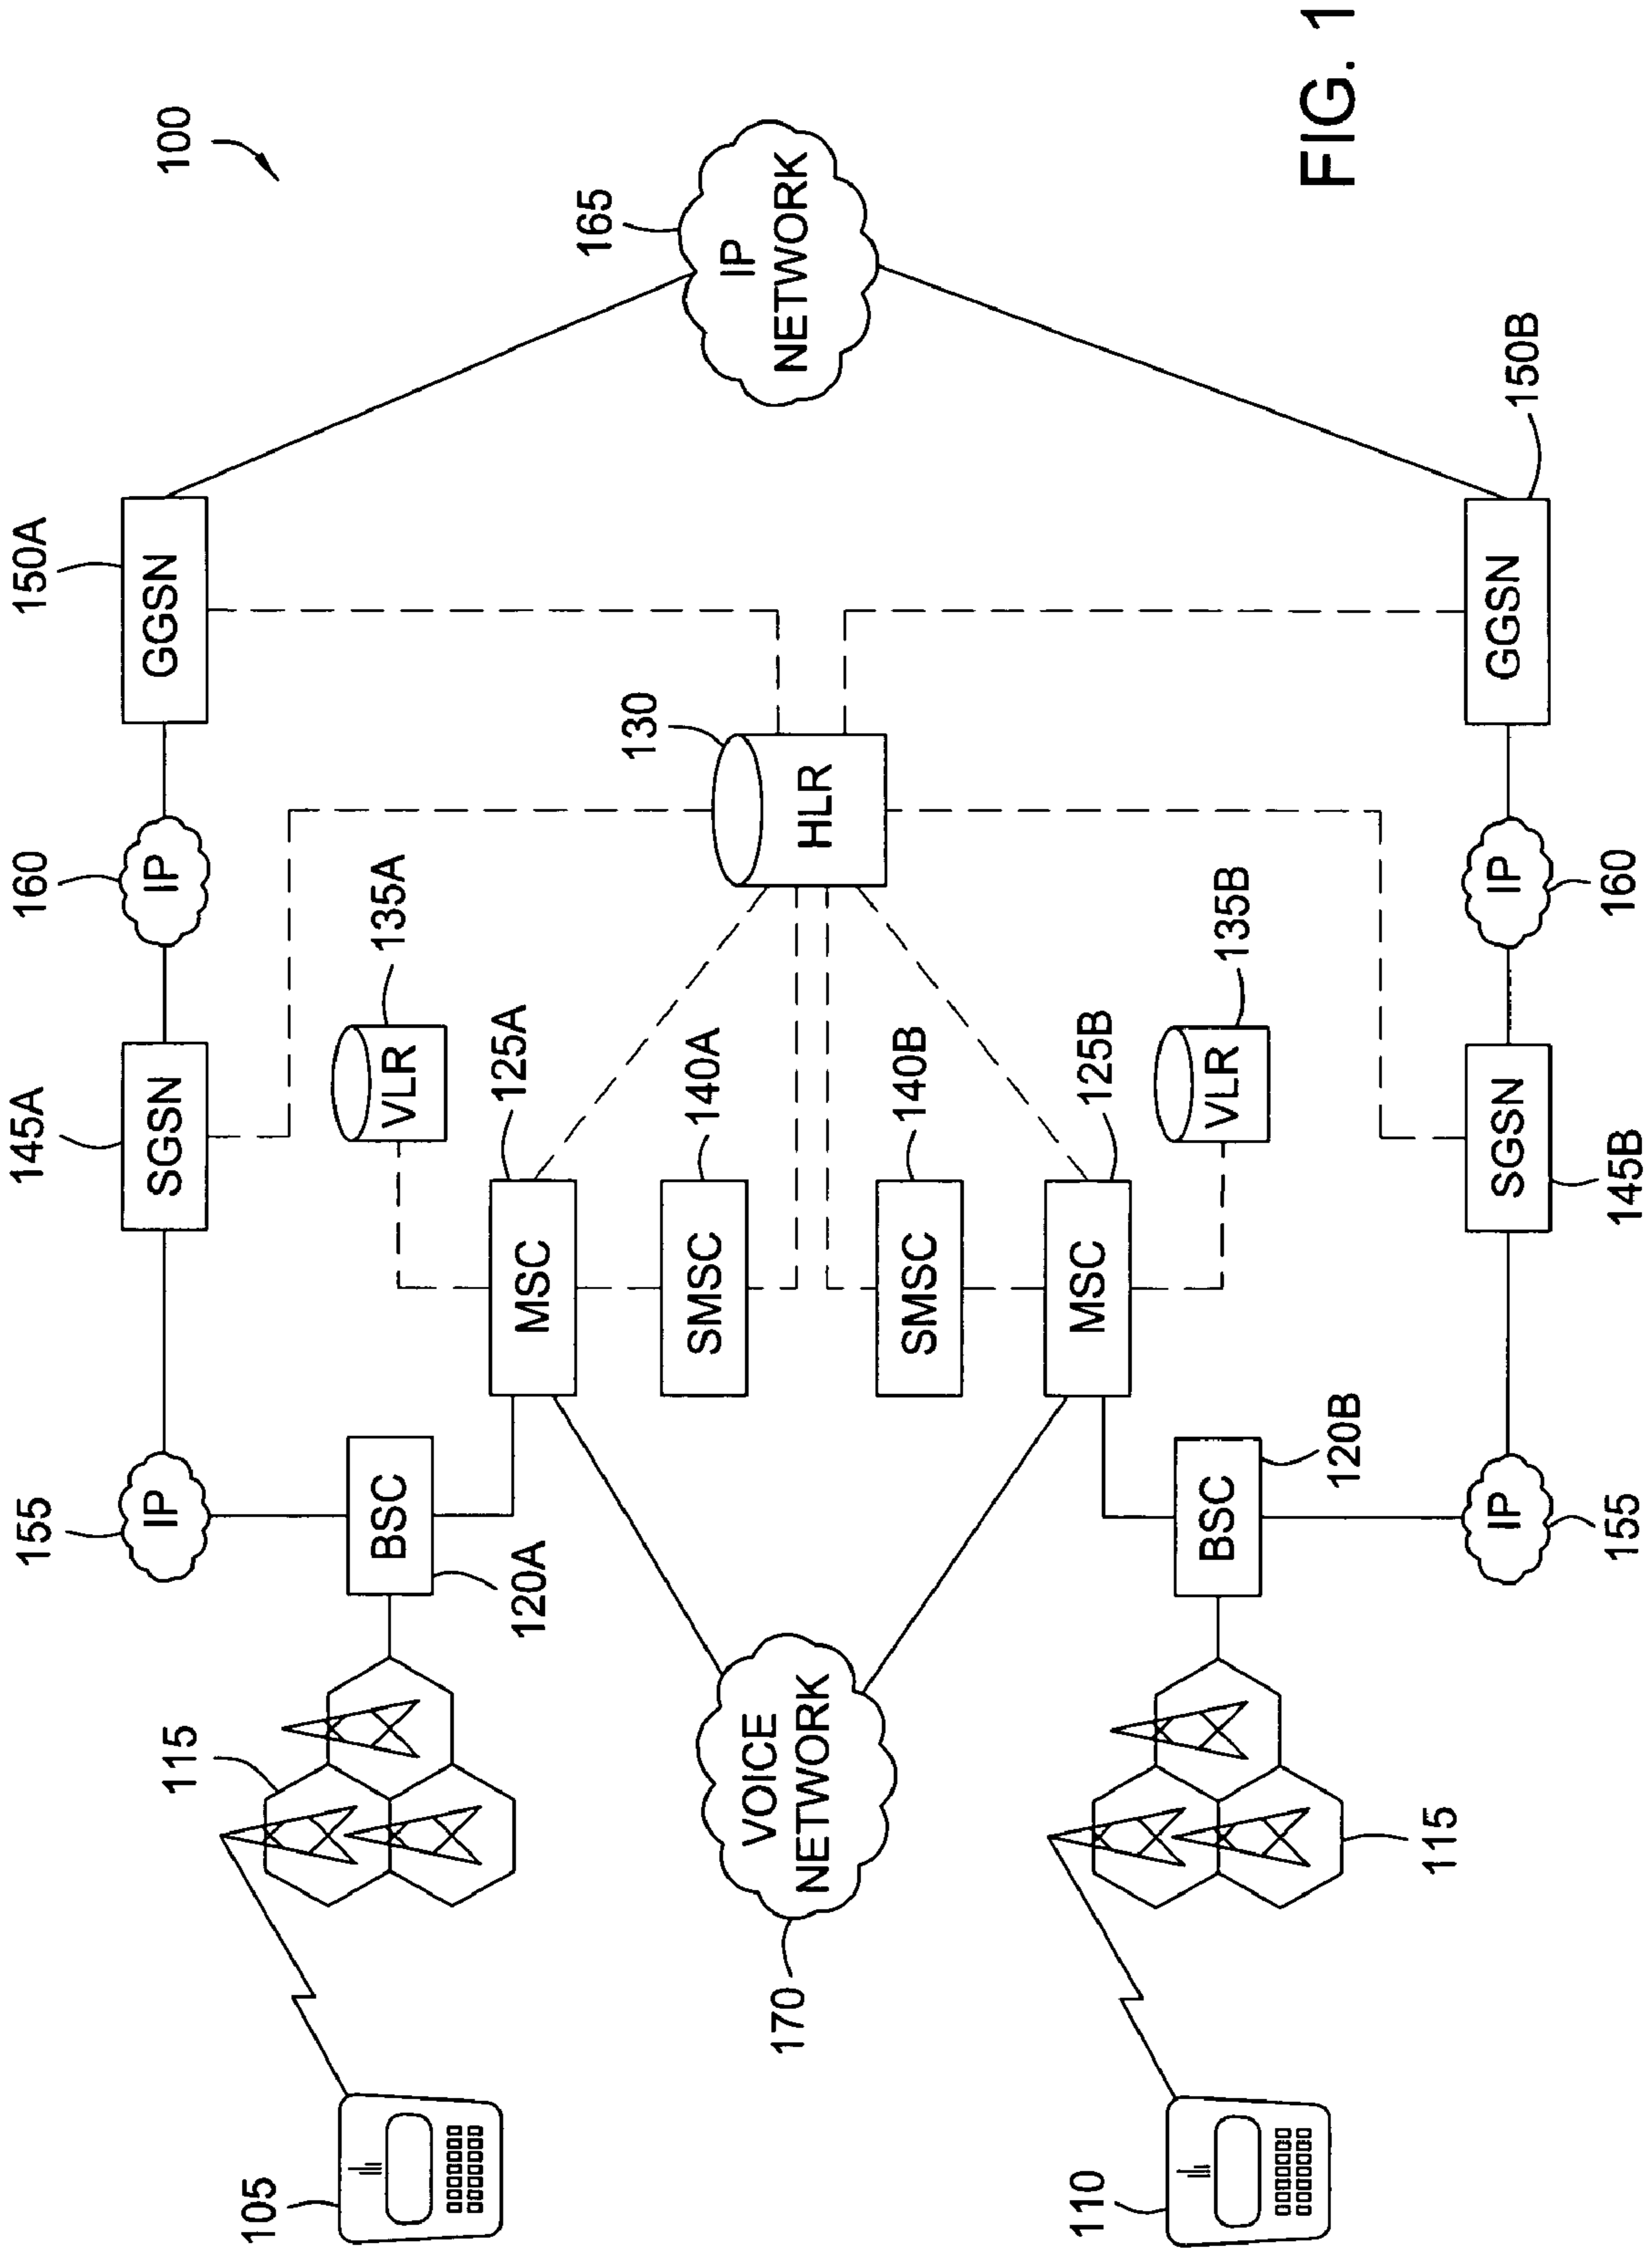 100
150A
GGSN
160
IP
145A
SGSN
155
IP
165
IP
NETWORK
130
HLR
135A
VLR
125A
MSC
140A
SMSC
120A
BSC
115
105
170
VOICE
NETWORK
140B
SMSC
125B
MSC
135B
VLR
120B
BSC
115
110
150B
GGSN
160
IP
145B
SGSN
155
IP
FIG. 1